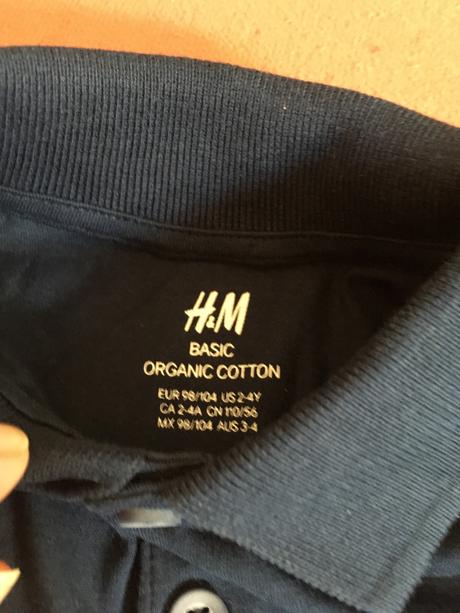 H&M
BASIC
ORGANIC COTTON
EUR 98/104 US 2-4Y
CA 2-4A CN 110/56
MX 98/104 AUS 3-4